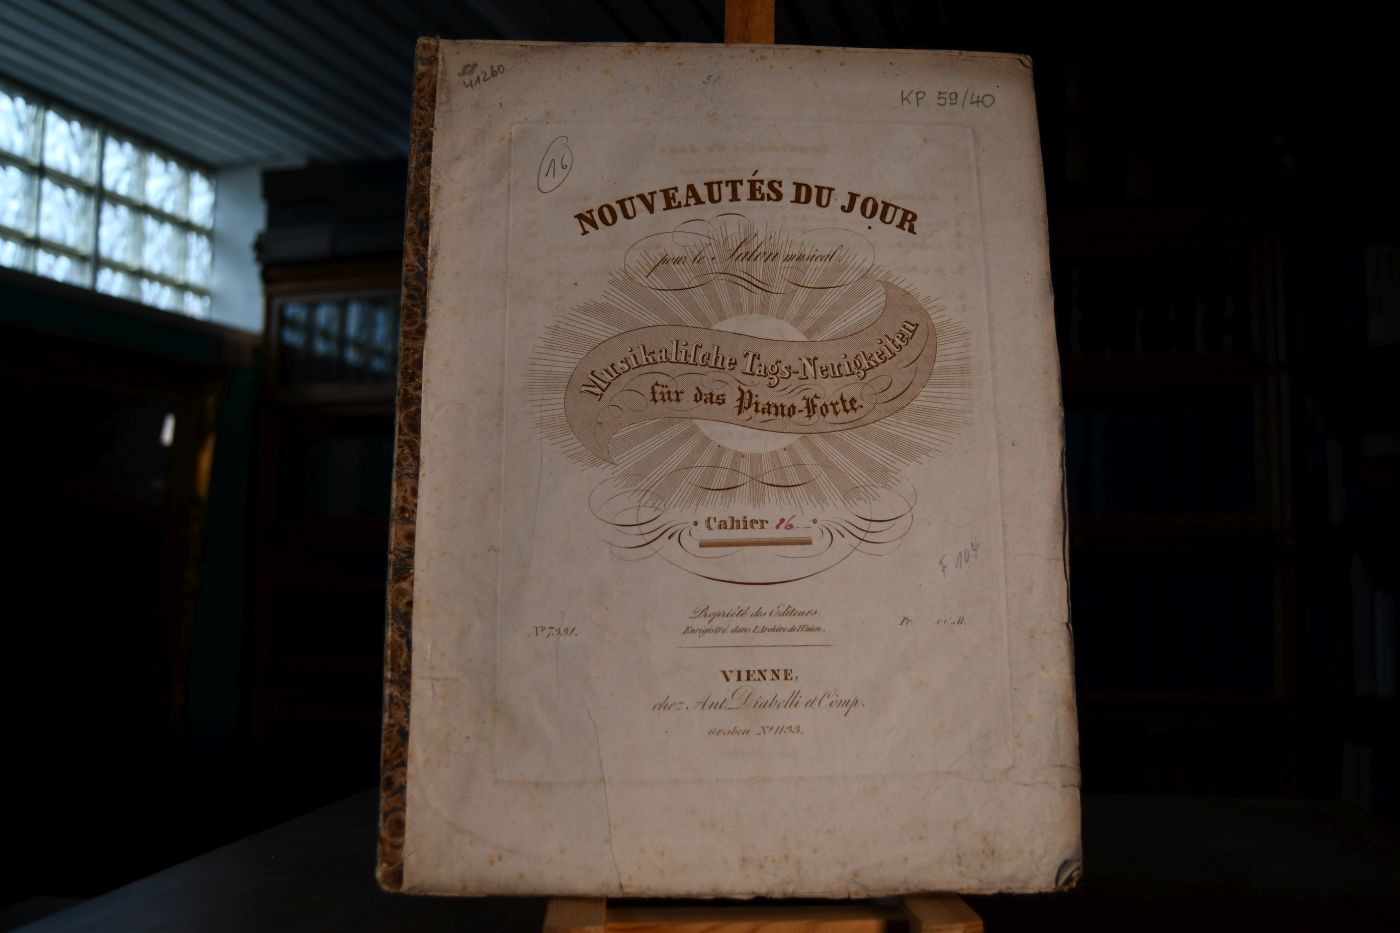 41260
KP 59/40
16
NOUVEAUTÉS DU JOUR
pour le Salon musical.
Musikaliſche Tags-Neuigkeiten
für das Piano-Forte.
Cahier 86
F 104
Propriété des Editeurs.
Enregistré dans l'Archive de l'Union.
Nº 7331.
Pr. x C.M.
VIENNE,
chez Ant. Diabelli et Comp.
Graben Nº 1133.